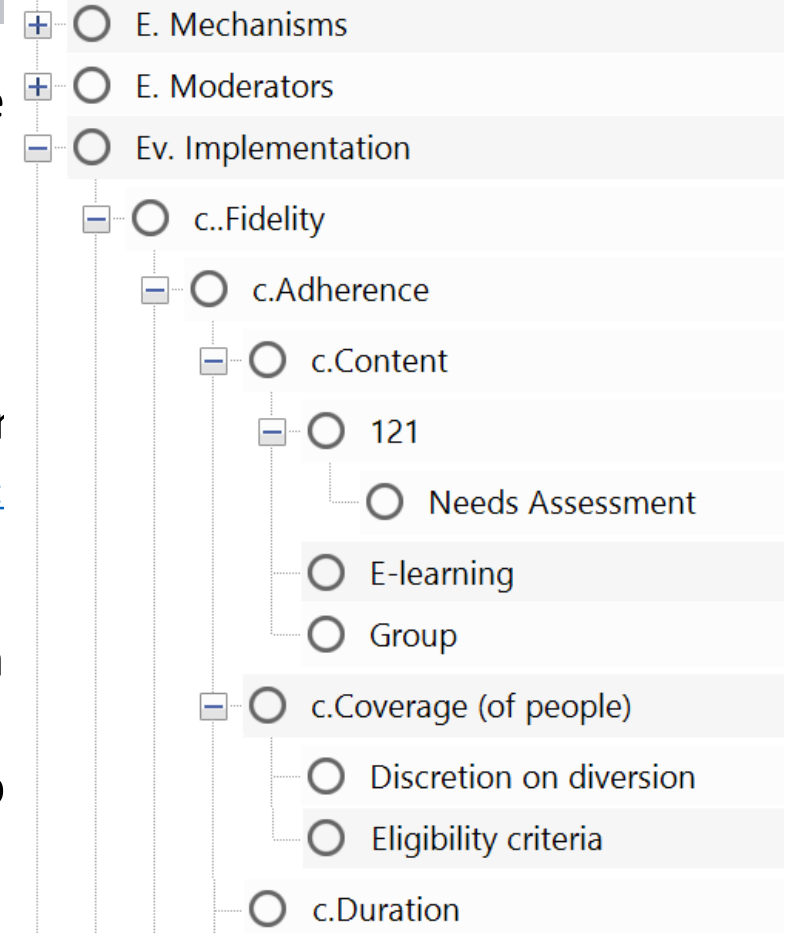 E. Mechanisms
E. Moderators
Ev. Implementation
c..Fidelity
c.Adherence
c.Content
121
Needs Assessment
E-learning
Group
c.Coverage (of people)
Discretion on diversion
Eligibility criteria
c.Duration